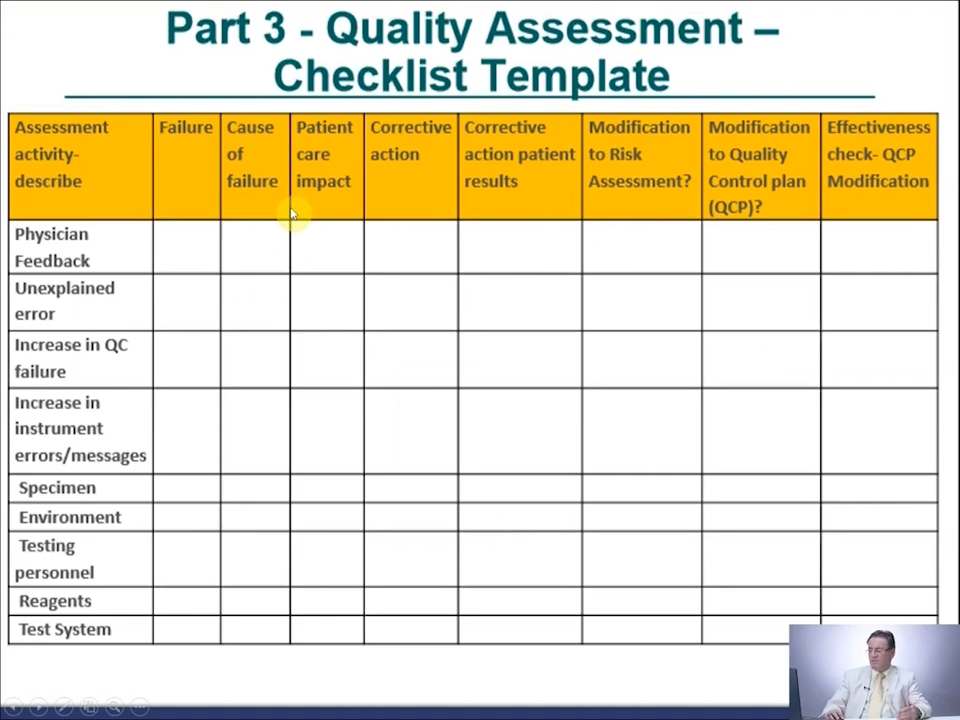 Part 3 - Quality Assessment –
Checklist Template
Assessment
activity-
describe
Failure
Cause
of
failure
Patient
care
impact
Corrective
action
Corrective
action patient
results
Modification
to Risk
Assessment?
Modification
to Quality
Control plan
(QCP)?
Effectiveness
check- QCP
Modification
Physician
Feedback
Unexplained
error
Increase in QC
failure
Increase in
instrument
errors/messages
Specimen
Environment
Testing
personnel
Reagents
Test System